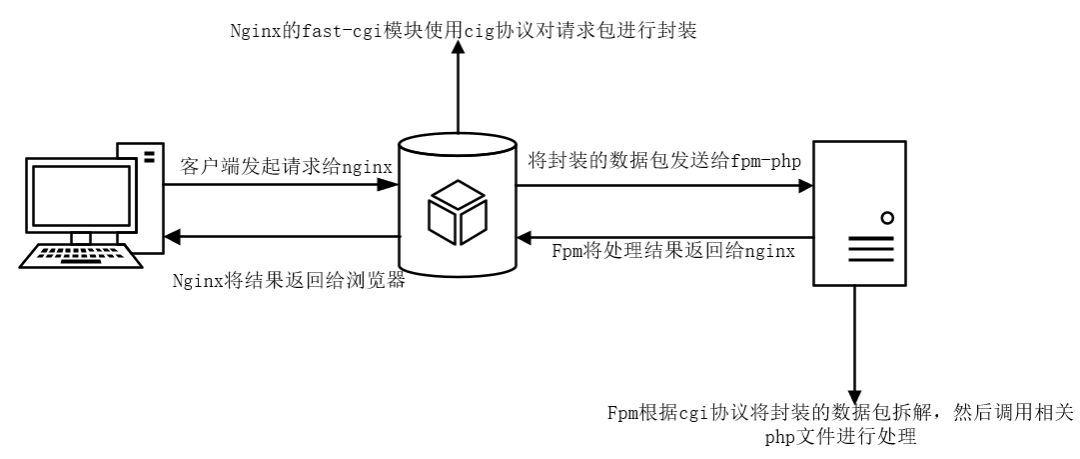 Nginx的fast-cgi模块使用cig协议对请求包进行封装
客户端发起请求给nginx
将封装的数据包发送给fpm-php
Fpm将处理结果返回给nginx
Nginx将结果返回给浏览器
Fpm根据cgi协议将封装的数据包拆解，然后调用相关
php文件进行处理